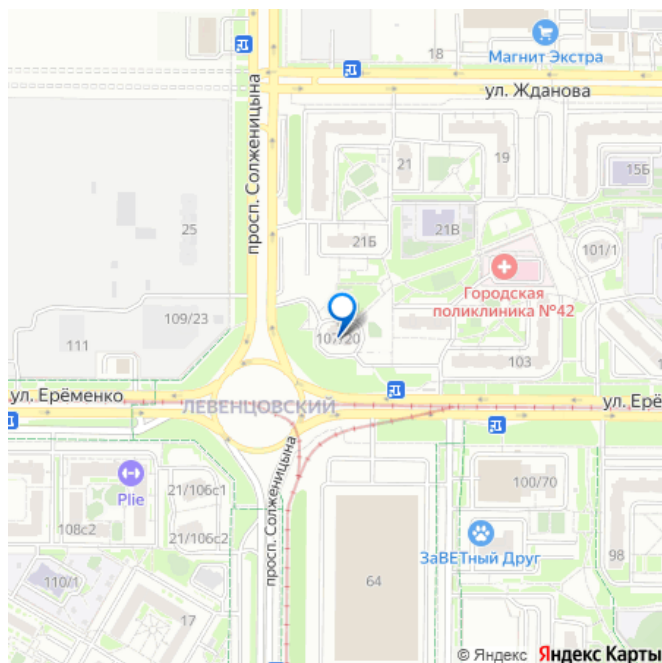 18
Магнит Экстра
ул. Жданова
просп. Солженицына
21
19
15Б
25
21Б
21В
101/1
Городская
поликлиника №42
109/23
111
103
ул. Ерёменко
ЛЕВЕНЦОВСКИЙ
ул. Ерё
просп. Солженицына
Plie
21/106с1
108с2
21/106с2
110/1
17
64
100/70
ЗаВЕТный Друг
98
© Яндекс Яндекс Карты